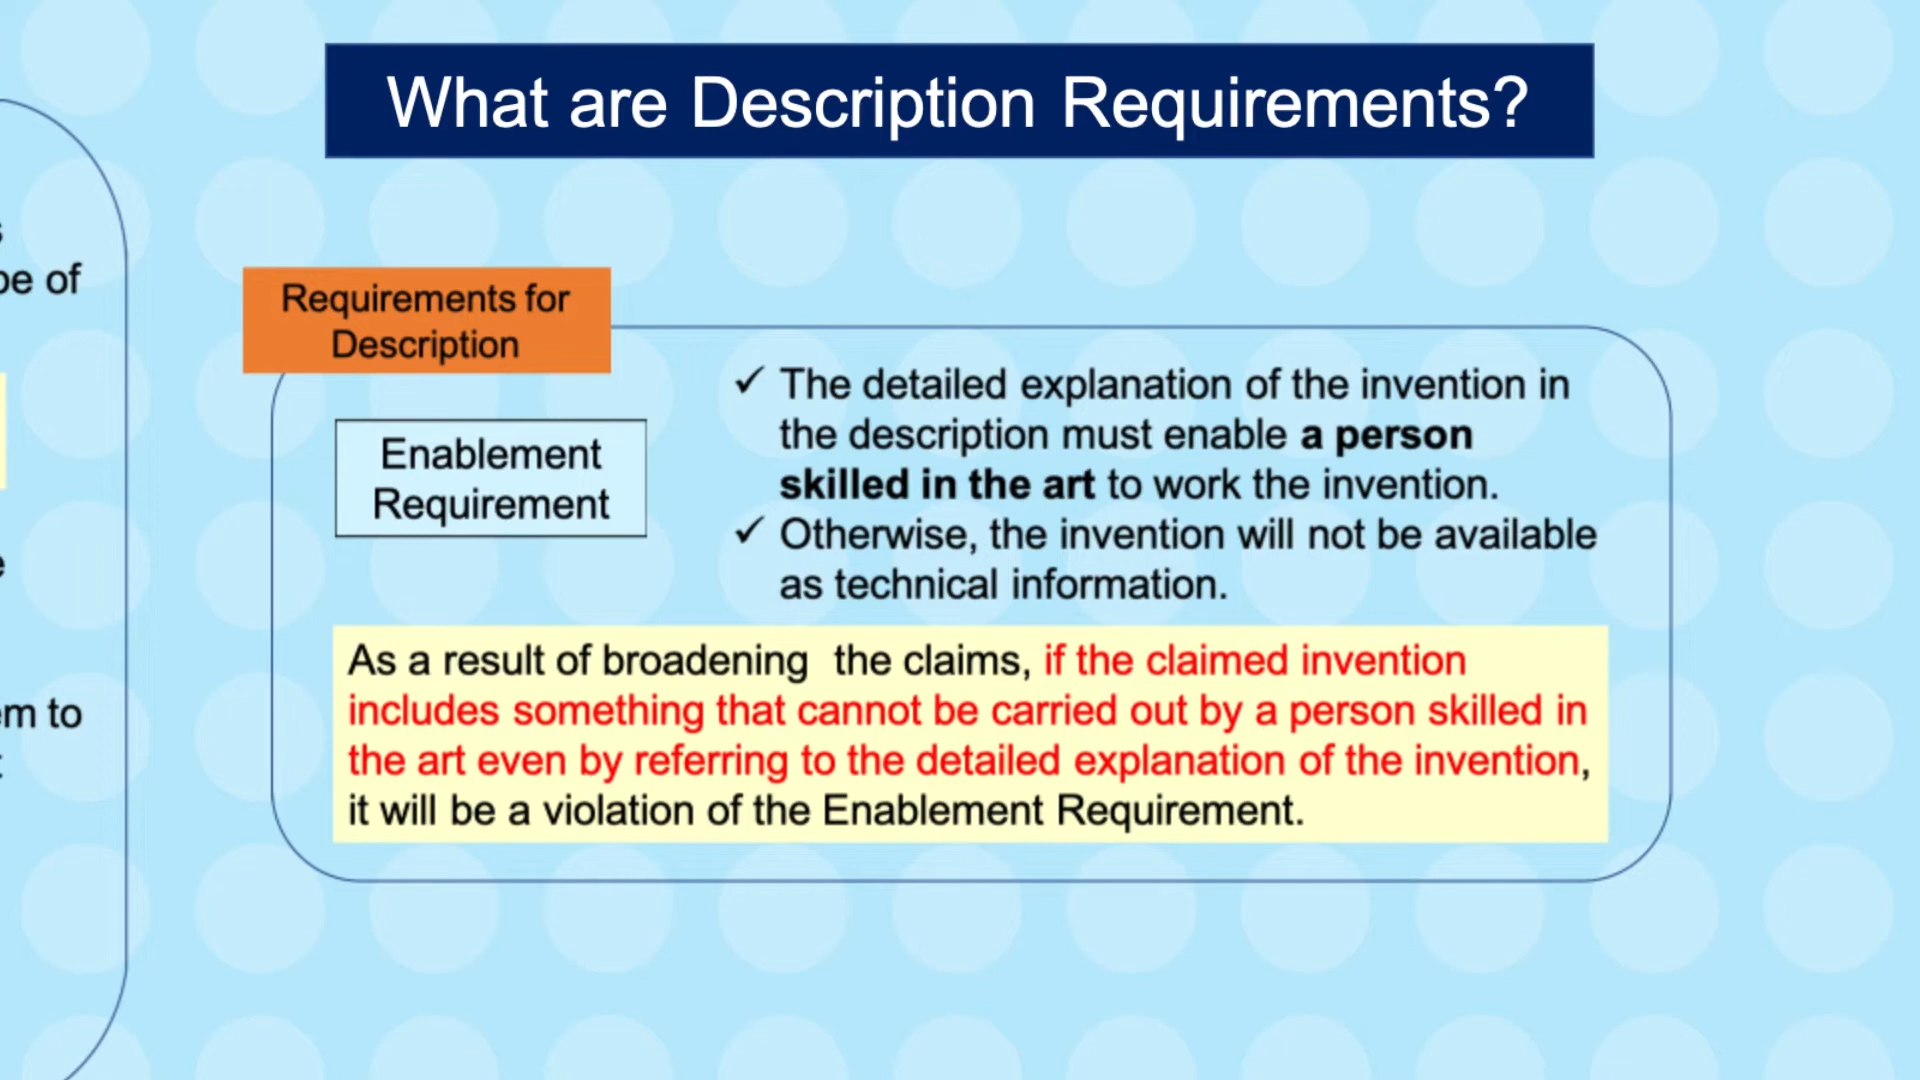 What are Description Requirements?
be of
em to
Requirements for
Description
Enablement
Requirement
✓ The detailed explanation of the invention in
the description must enable a person
skilled in the art to work the invention.
✓ Otherwise, the invention will not be available
as technical information.
As a result of broadening the claims, if the claimed invention
includes something that cannot be carried out by a person skilled in
the art even by referring to the detailed explanation of the invention,
it will be a violation of the Enablement Requirement.